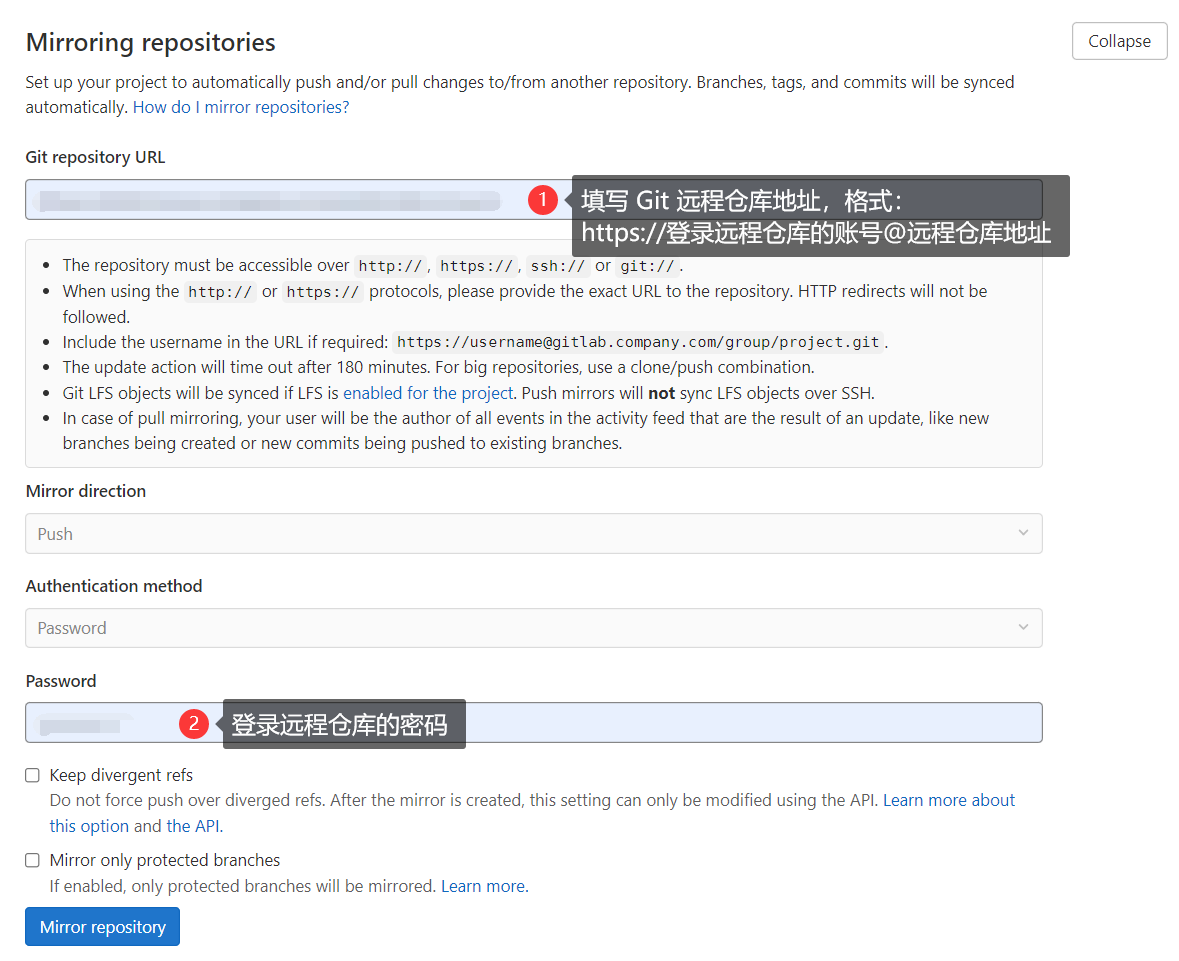 Mirroring repositories
Collapse
Set up your project to automatically push and/or pull changes to/from another repository. Branches, tags, and commits will be synced
automatically. How do I mirror repositories?
Git repository URL
1
填写 Git 远程仓库地址，格式：
https://登录远程仓库的账号@远程仓库地址
The repository must be accessible over http://, https://, ssh:// or git://.
When using the http:// or https:// protocols, please provide the exact URL to the repository. HTTP redirects will not be
followed.
Include the username in the URL if required: https://username@gitlab.company.com/group/project.git.
The update action will time out after 180 minutes. For big repositories, use a clone/push combination.
Git LFS objects will be synced if LFS is enabled for the project. Push mirrors will not sync LFS objects over SSH.
In case of pull mirroring, your user will be the author of all events in the activity feed that are the result of an update, like new
branches being created or new commits being pushed to existing branches.
Mirror direction
Push
Authentication method
Password
Password
2
登录远程仓库的密码
Keep divergent refs
Do not force push over diverged refs. After the mirror is created, this setting can only be modified using the API. Learn more about
this option and the API.
Mirror only protected branches
If enabled, only protected branches will be mirrored. Learn more.
Mirror repository